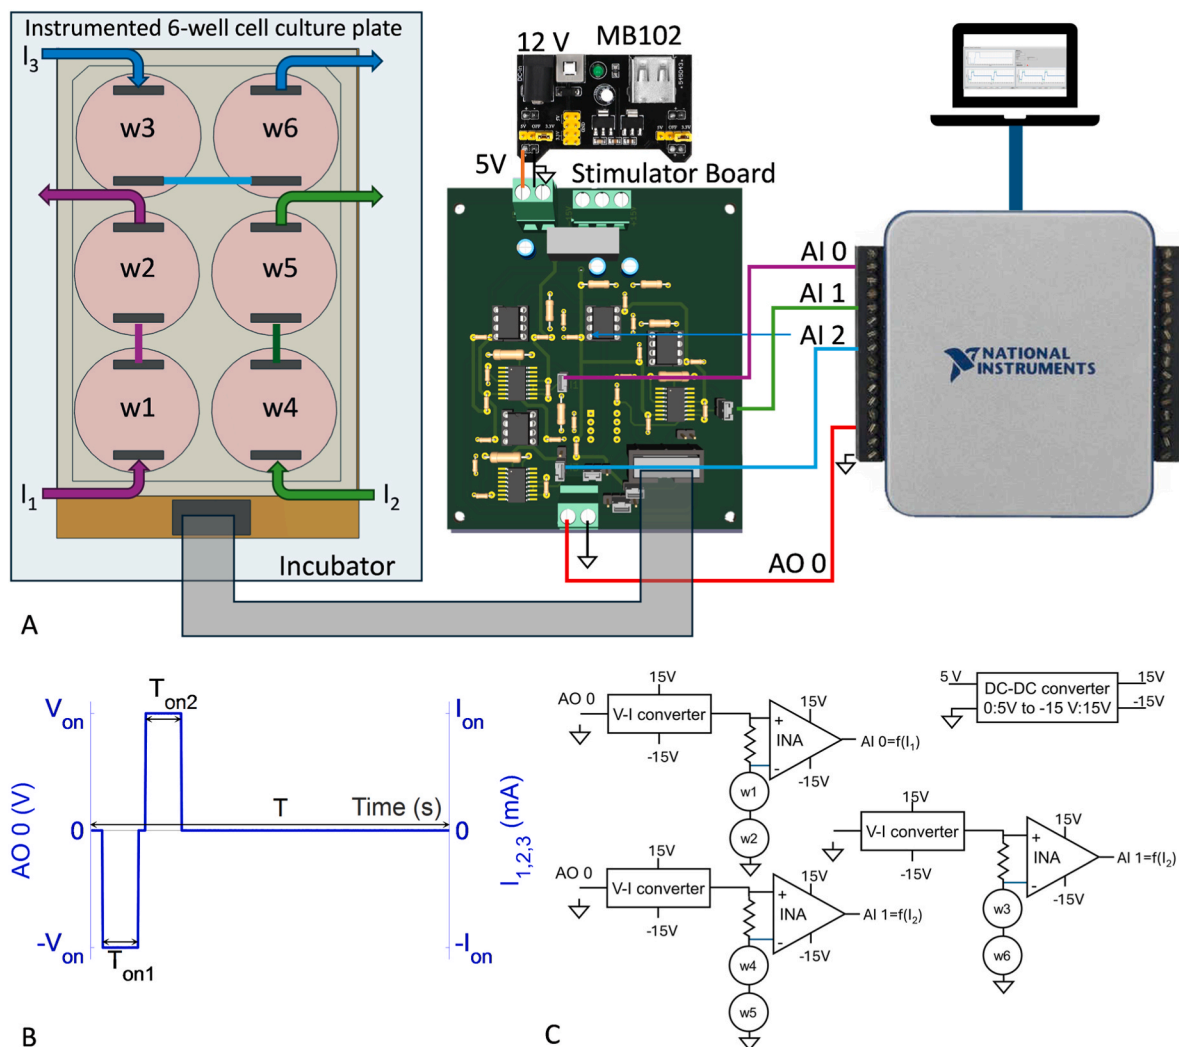 Instrumented 6-well cell culture plate
I3
w3
w6
w2
w5
w1
w4
I1
I2
Incubator
A
12 V
MB102
5V
Stimulator Board
AI 0
AI 1
AI 2
AO 0
NATIONAL
INSTRUMENTS
Ton2
Von
Ion
AO 0 (V)
0
T
Time (s)
0
I1,2,3 (mA)
-Von
-Ion
Ton1
B
AO 0
15V
V-I converter
-15V
+
-
INA
15V
-15V
AI 0=f(I1)
w1
w2
5 V
DC-DC converter
0:5V to -15 V:15V
15V
-15V
AO 0
15V
V-I converter
-15V
+
-
INA
15V
-15V
AI 1=f(I2)
w4
w5
15V
V-I converter
-15V
+
-
INA
15V
-15V
AI 1=f(I2)
w3
w6
C